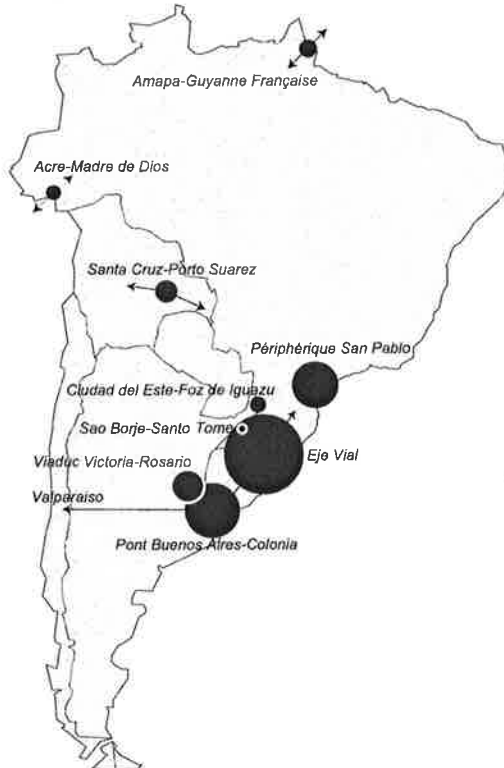 Amapa-Guyanne Française
Acre-Madre de Dios
Santa Cruz-Porto Suarez
Périphérique San Pablo
Ciudad del Este-Foz de Iguazu
Sao Borje-Santo Tome
Eje Vial
Viaduc Victoria-Rosario
Valparaiso
Pont Buenos Aires-Colonia